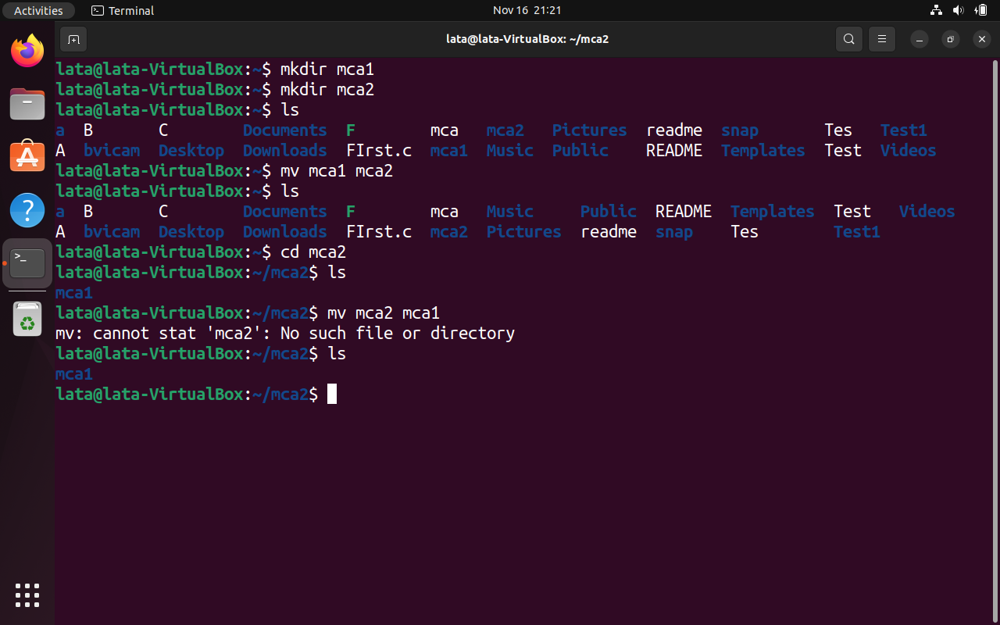 Activities Terminal Nov 16 21:21
lata@lata-VirtualBox: ~/mca2
lata@lata-VirtualBox:~$ mkdir mca1
lata@lata-VirtualBox:~$ mkdir mca2
lata@lata-VirtualBox:~$ ls
a B C Documents F mca mca2 Pictures readme snap Tes Test1
A bvicam Desktop Downloads FIrst.c mca1 Music Public README Templates Test Videos
lata@lata-VirtualBox:~$ mv mca1 mca2
lata@lata-VirtualBox:~$ ls
a B C Documents F mca Music Public README Templates Test Videos
A bvicam Desktop Downloads FIrst.c mca2 Pictures readme snap Tes Test1
lata@lata-VirtualBox:~$ cd mca2
lata@lata-VirtualBox:~/mca2$ ls
mca1
lata@lata-VirtualBox:~/mca2$ mv mca2 mca1
mv: cannot stat 'mca2': No such file or directory
lata@lata-VirtualBox:~/mca2$ ls
mca1
lata@lata-VirtualBox:~/mca2$